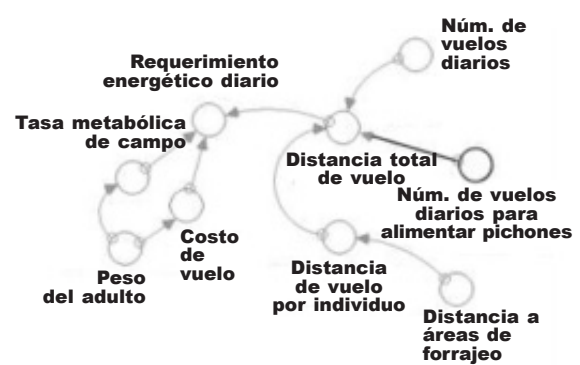 Núm. de
vuelos
diarios
Requerimiento
energético diario
Tasa metabólica
de campo
Distancia total
de vuelo
Núm. de vuelos
diarios para
alimentar pichones
Costo
de
vuelo
Peso
del adulto
Distancia
de vuelo
por individuo
Distancia a
áreas de
forrajeo